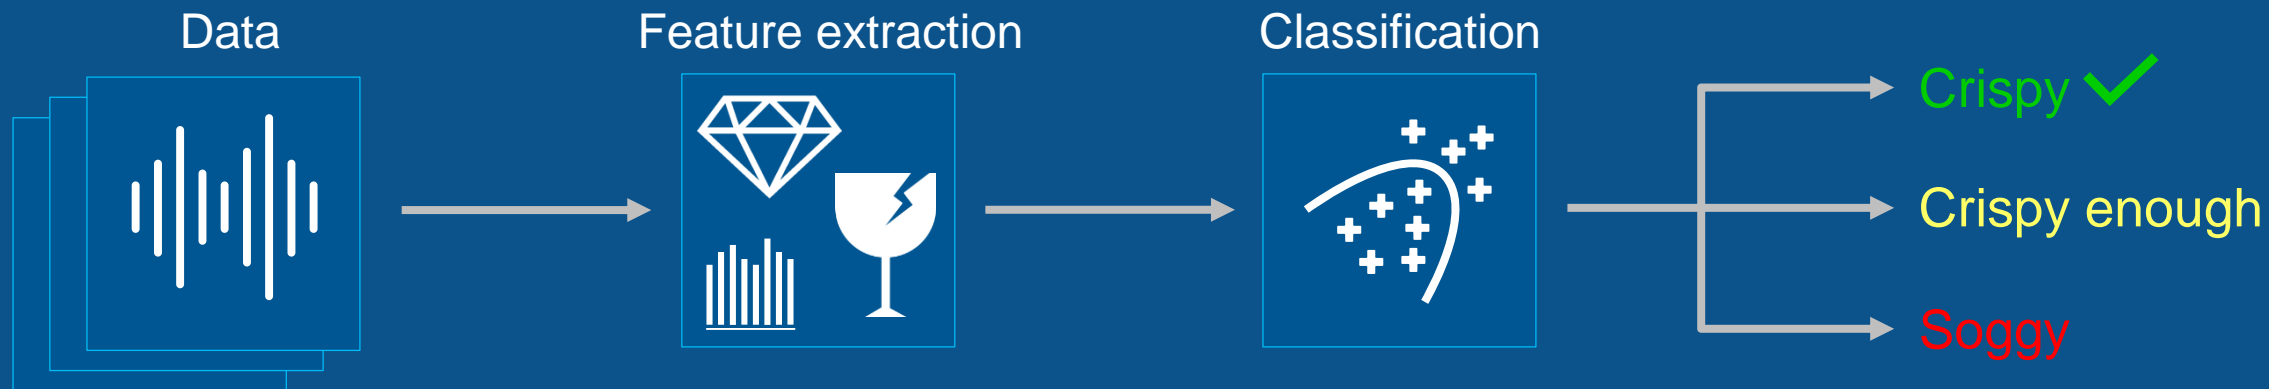 Data
Feature extraction
Classification
Crispy
Crispy enough
Soggy